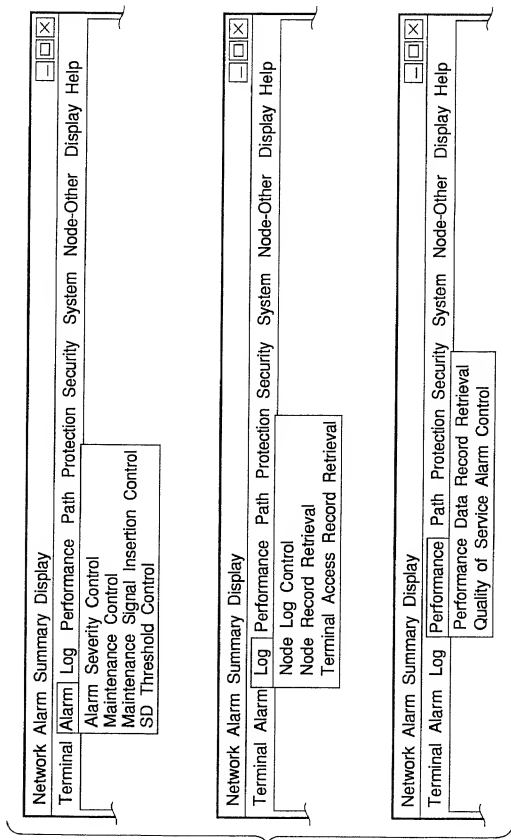 Network Alarm Summary Display
Terminal Alarm Log Performance Path Protection Security System Node-Other Display Help
Alarm Severity Control
Maintenance Control
Maintenance Signal Insertion Control
SD Threshold Control
Network Alarm Summary Display
Terminal Alarm Log Performance Path Protection Security System Node-Other Display Help
Node Log Control
Node Record Retrieval
Terminal Access Record Retrieval
Network Alarm Summary Display
Terminal Alarm Log Performance Path Protection Security System Node-Other Display Help
Performance Data Record Retrieval
Quality of Service Alarm Control